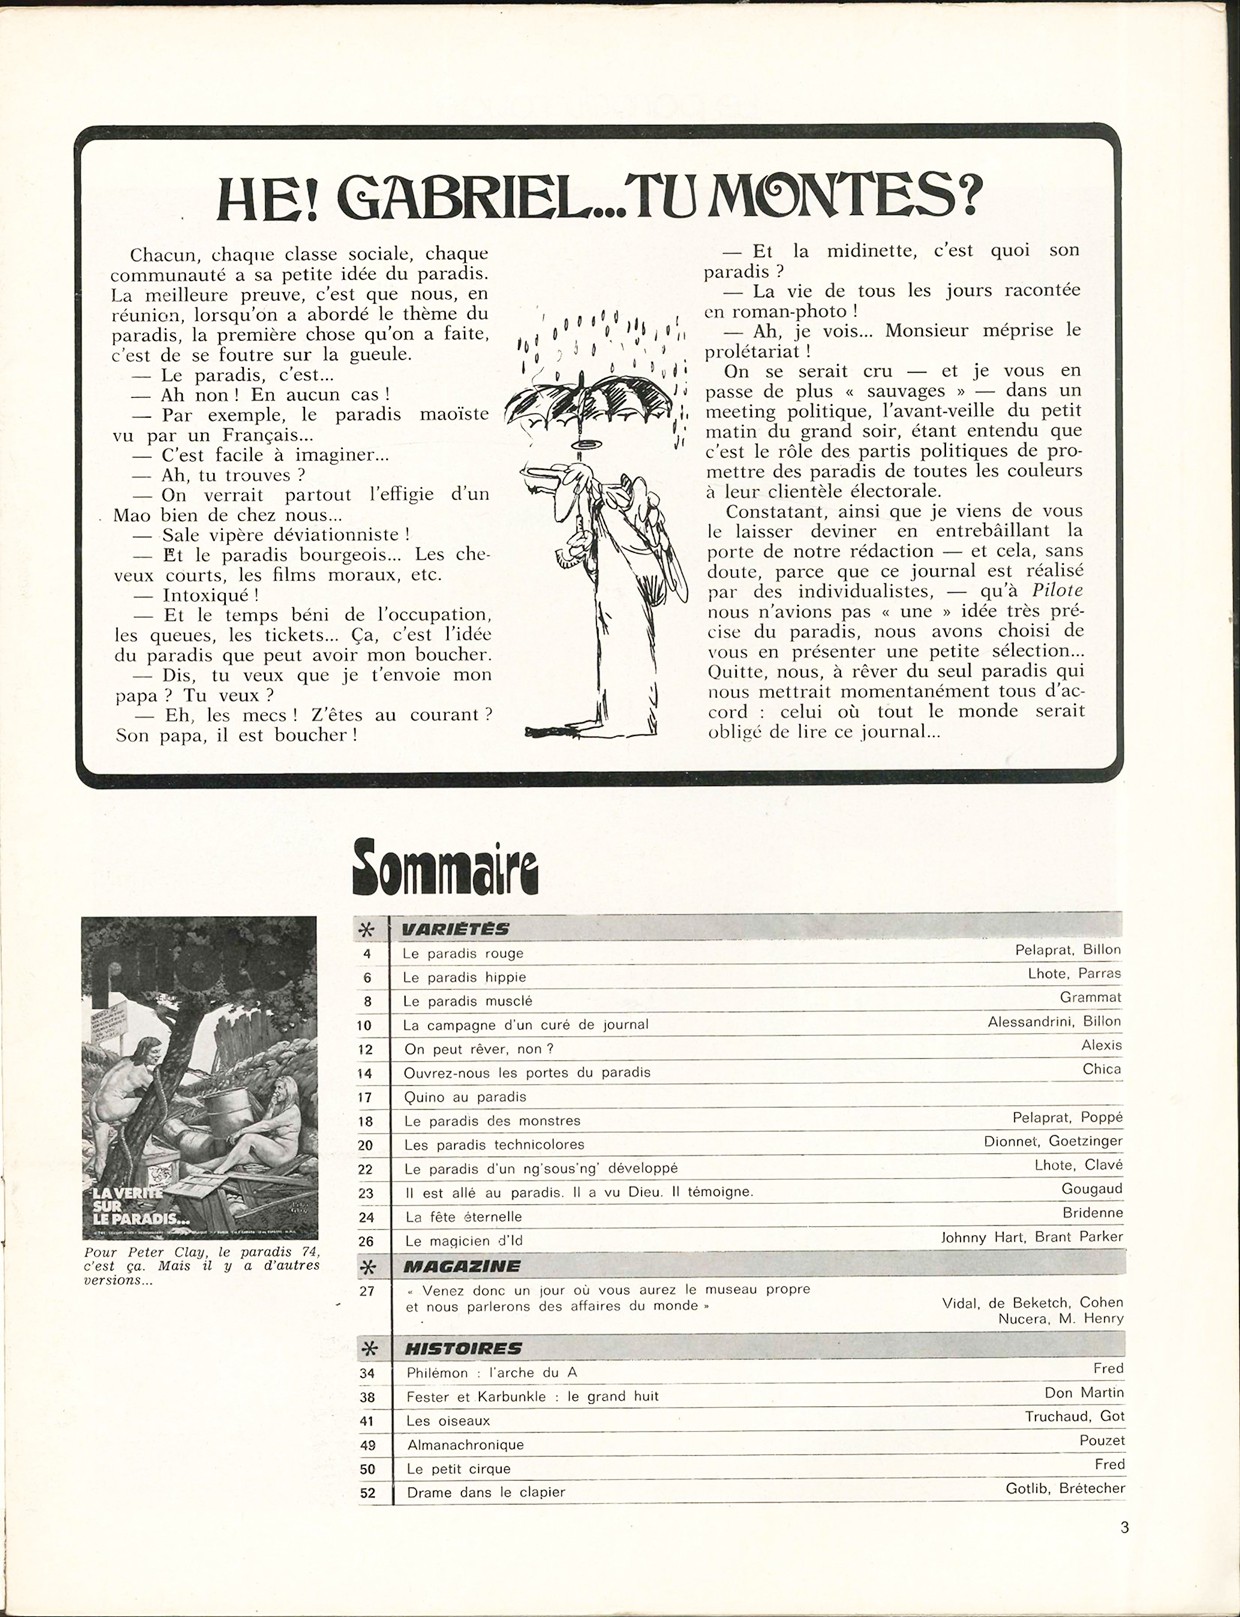 HE! GABRIEL...TU MONTES?
Chacun, chaque classe sociale, chaque
communauté a sa petite idée du paradis.
La meilleure preuve, c'est que nous, en
réunion, lorsqu'on a abordé le thème du
paradis, la première chose qu'on a faite,
c'est de se foutre sur la gueule.
— Le paradis, c'est...
— Ah non ! En aucun cas !
— Par exemple, le paradis maoïste
vu par un Français...
— C'est facile à imaginer...
— Ah, tu trouves ?
— On verrait partout l'effigie d'un
Mao bien de chez nous...
— Sale vipère déviationniste !
— Et le paradis bourgeois... Les che-
veux courts, les films moraux, etc.
— Intoxiqué !
— Et le temps béni de l'occupation,
les queues, les tickets... Ça, c'est l'idée
du paradis que peut avoir mon boucher.
— Dis, tu veux que je t'envoie mon
papa ? Tu veux ?
— Eh, les mecs ! Z'êtes au courant ?
Son papa, il est boucher !
— Et la midinette, c'est quoi son
paradis ?
— La vie de tous les jours racontée
en roman-photo !
— Ah, je vois... Monsieur méprise le
prolétariat !
On se serait cru — et je vous en
passe de plus « sauvages » — dans un
meeting politique, l'avant-veille du petit
matin du grand soir, étant entendu que
c'est le rôle des partis politiques de pro-
mettre des paradis de toutes les couleurs
à leur clientèle électorale.
Constatant, ainsi que je viens de vous
le laisser deviner en entrebâillant la
porte de notre rédaction — et cela, sans
doute, parce que ce journal est réalisé
par des individualistes, — qu'à Pilote
nous n'avions pas « une » idée très pré-
cise du paradis, nous avons choisi de
vous en présenter une petite sélection...
Quitte, nous, à rêver du seul paradis qui
nous mettrait momentanément tous d'ac-
cord : celui où tout le monde serait
obligé de lire ce journal...
Sommaire
pilote
LA VERITE
SUR
LE PARADIS...
Pour Peter Clay, le paradis 74,
c'est ça. Mais il y a d'autres
versions...
* VARIÉTÉS
4 Le paradis rouge Pelaprat, Billon
6 Le paradis hippie Lhote, Parras
8 Le paradis musclé Grammat
10 La campagne d'un curé de journal Alessandrini, Billon
12 On peut rêver, non ? Alexis
14 Ouvrez-nous les portes du paradis Chica
17 Quino au paradis
18 Le paradis des monstres Pelaprat, Poppé
20 Les paradis technicolores Dionnet, Goetzinger
22 Le paradis d'un ng'sous'ng' développé Lhote, Clavé
23 Il est allé au paradis. Il a vu Dieu. Il témoigne. Gougaud
24 La fête éternelle Bridenne
26 Le magicien d'Id Johnny Hart, Brant Parker
* MAGAZINE
27 « Venez donc un jour où vous aurez le museau propre
et nous parlerons des affaires du monde » Vidal, de Beketch, Cohen
Nucera, M. Henry
* HISTOIRES
34 Philémon : l'arche du A Fred
38 Fester et Karbunkle : le grand huit Don Martin
41 Les oiseaux Truchaud, Got
49 Almanachronique Pouzet
50 Le petit cirque Fred
52 Drame dans le clapier Gotlib, Brétecher
3